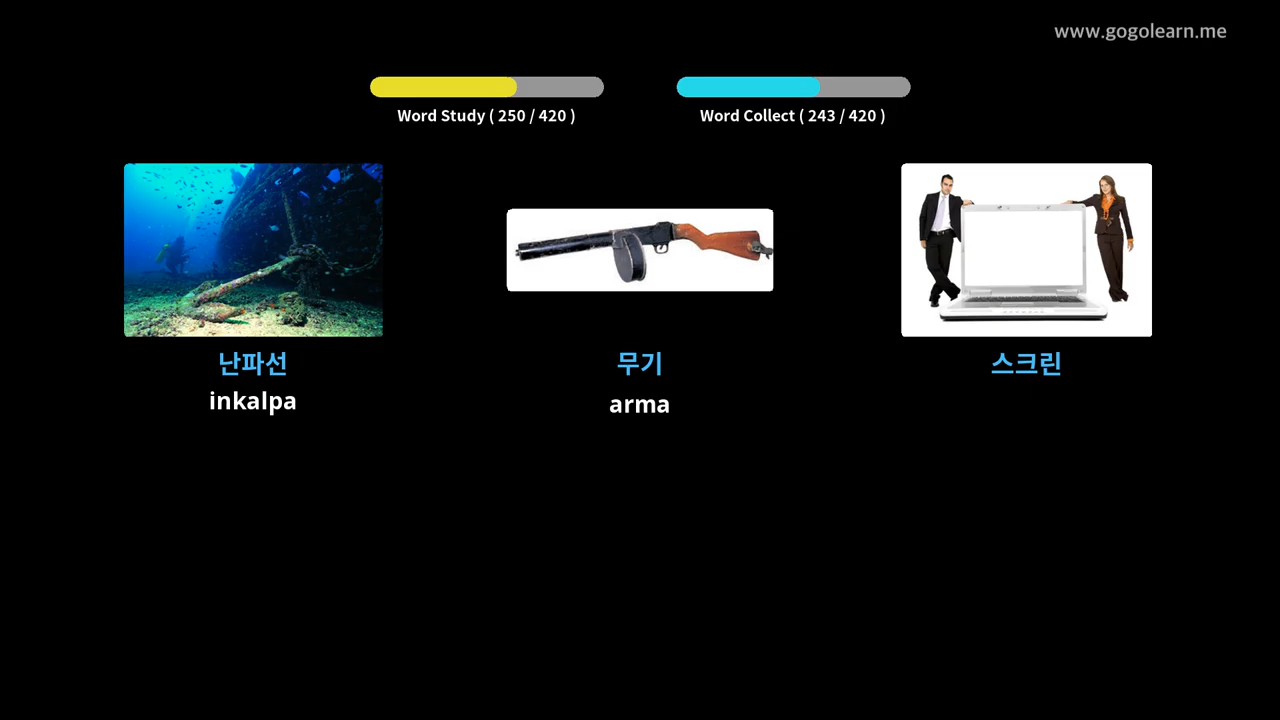 www.gogolearn.me
Word Study ( 250 / 420 )
Word Collect ( 243 / 420 )
난파선
무기
스크린
inkalpa
arma